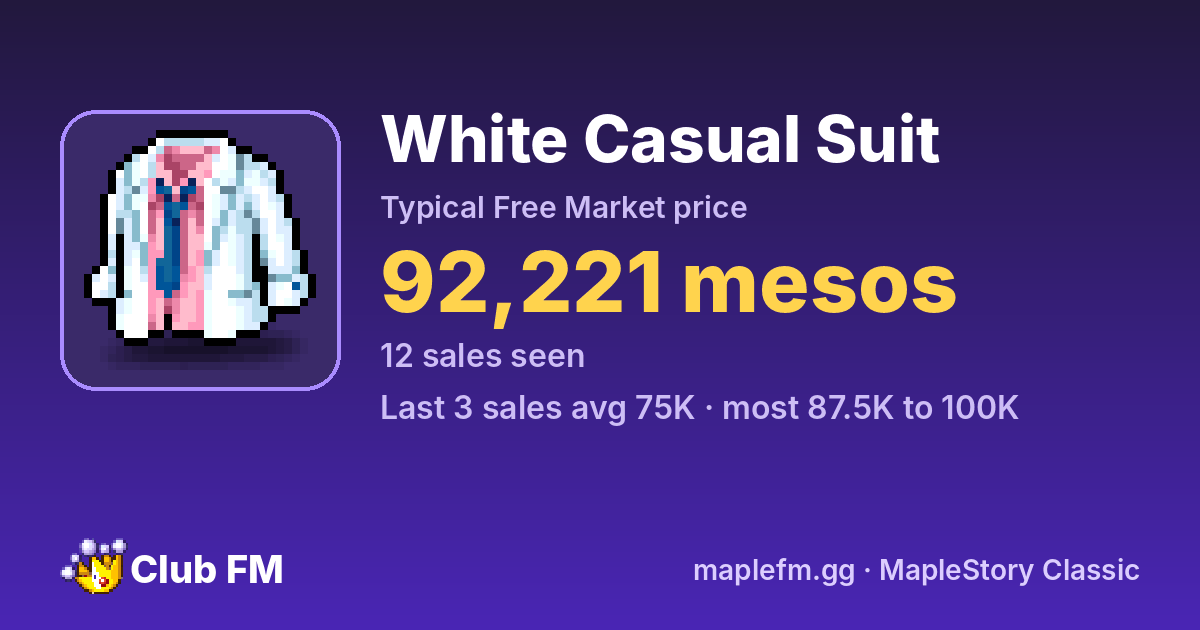 White Casual Suit
Typical Free Market price
92,221 mesos
12 sales seen
Last 3 sales avg 75K · most 87.5K to 100K
Club FM
maplefm.gg · MapleStory Classic